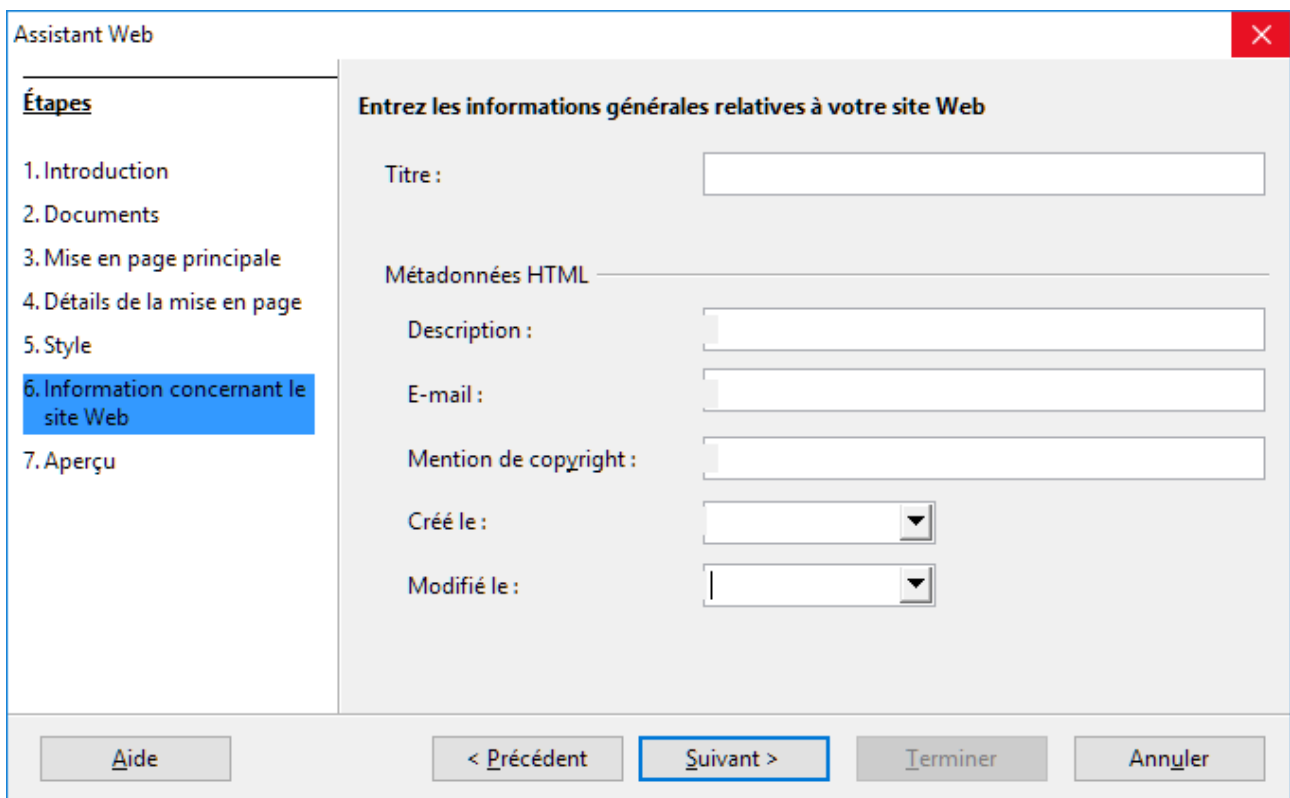 Assistant Web
Étapes
1. Introduction
2. Documents
3. Mise en page principale
4. Détails de la mise en page
5. Style
6. Information concernant le
site Web
7. Aperçu
Entrez les informations générales relatives à votre site Web
Titre :
Métadonnées HTML
Description :
E-mail :
Mention de copyright :
Créé le :
Modifié le :
Aide
< Précédent
Suivant >
Terminer
Annuler